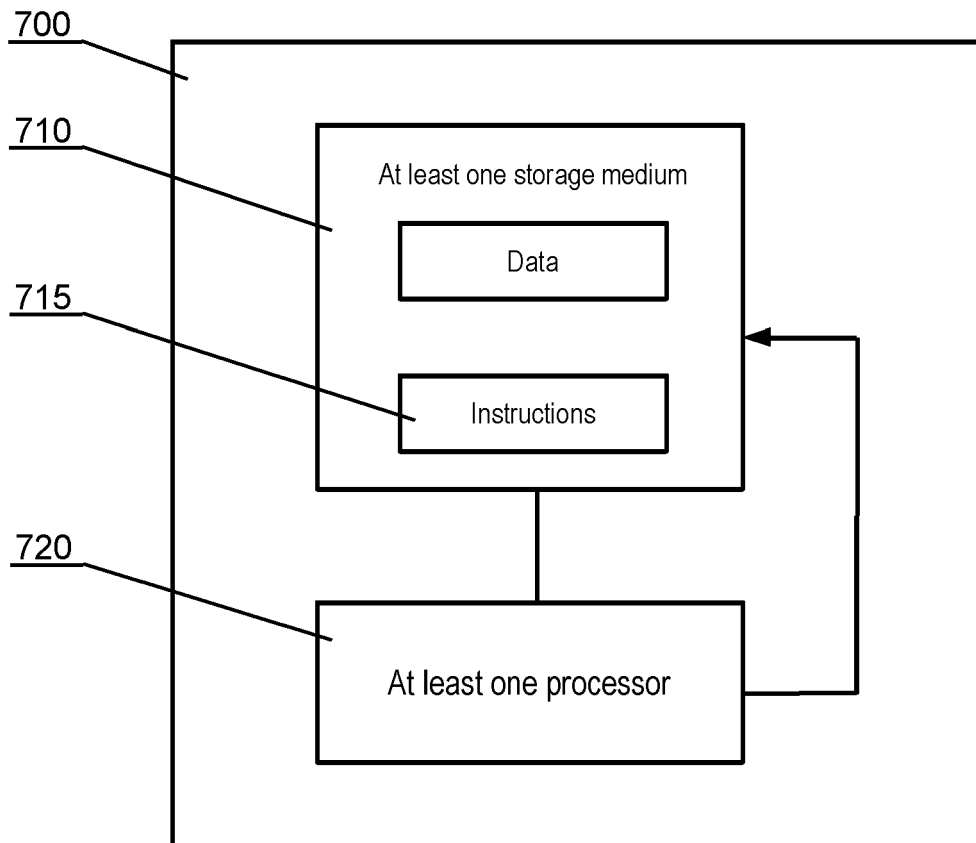 700
710
At least one storage medium
Data
715
Instructions
720
At least one processor